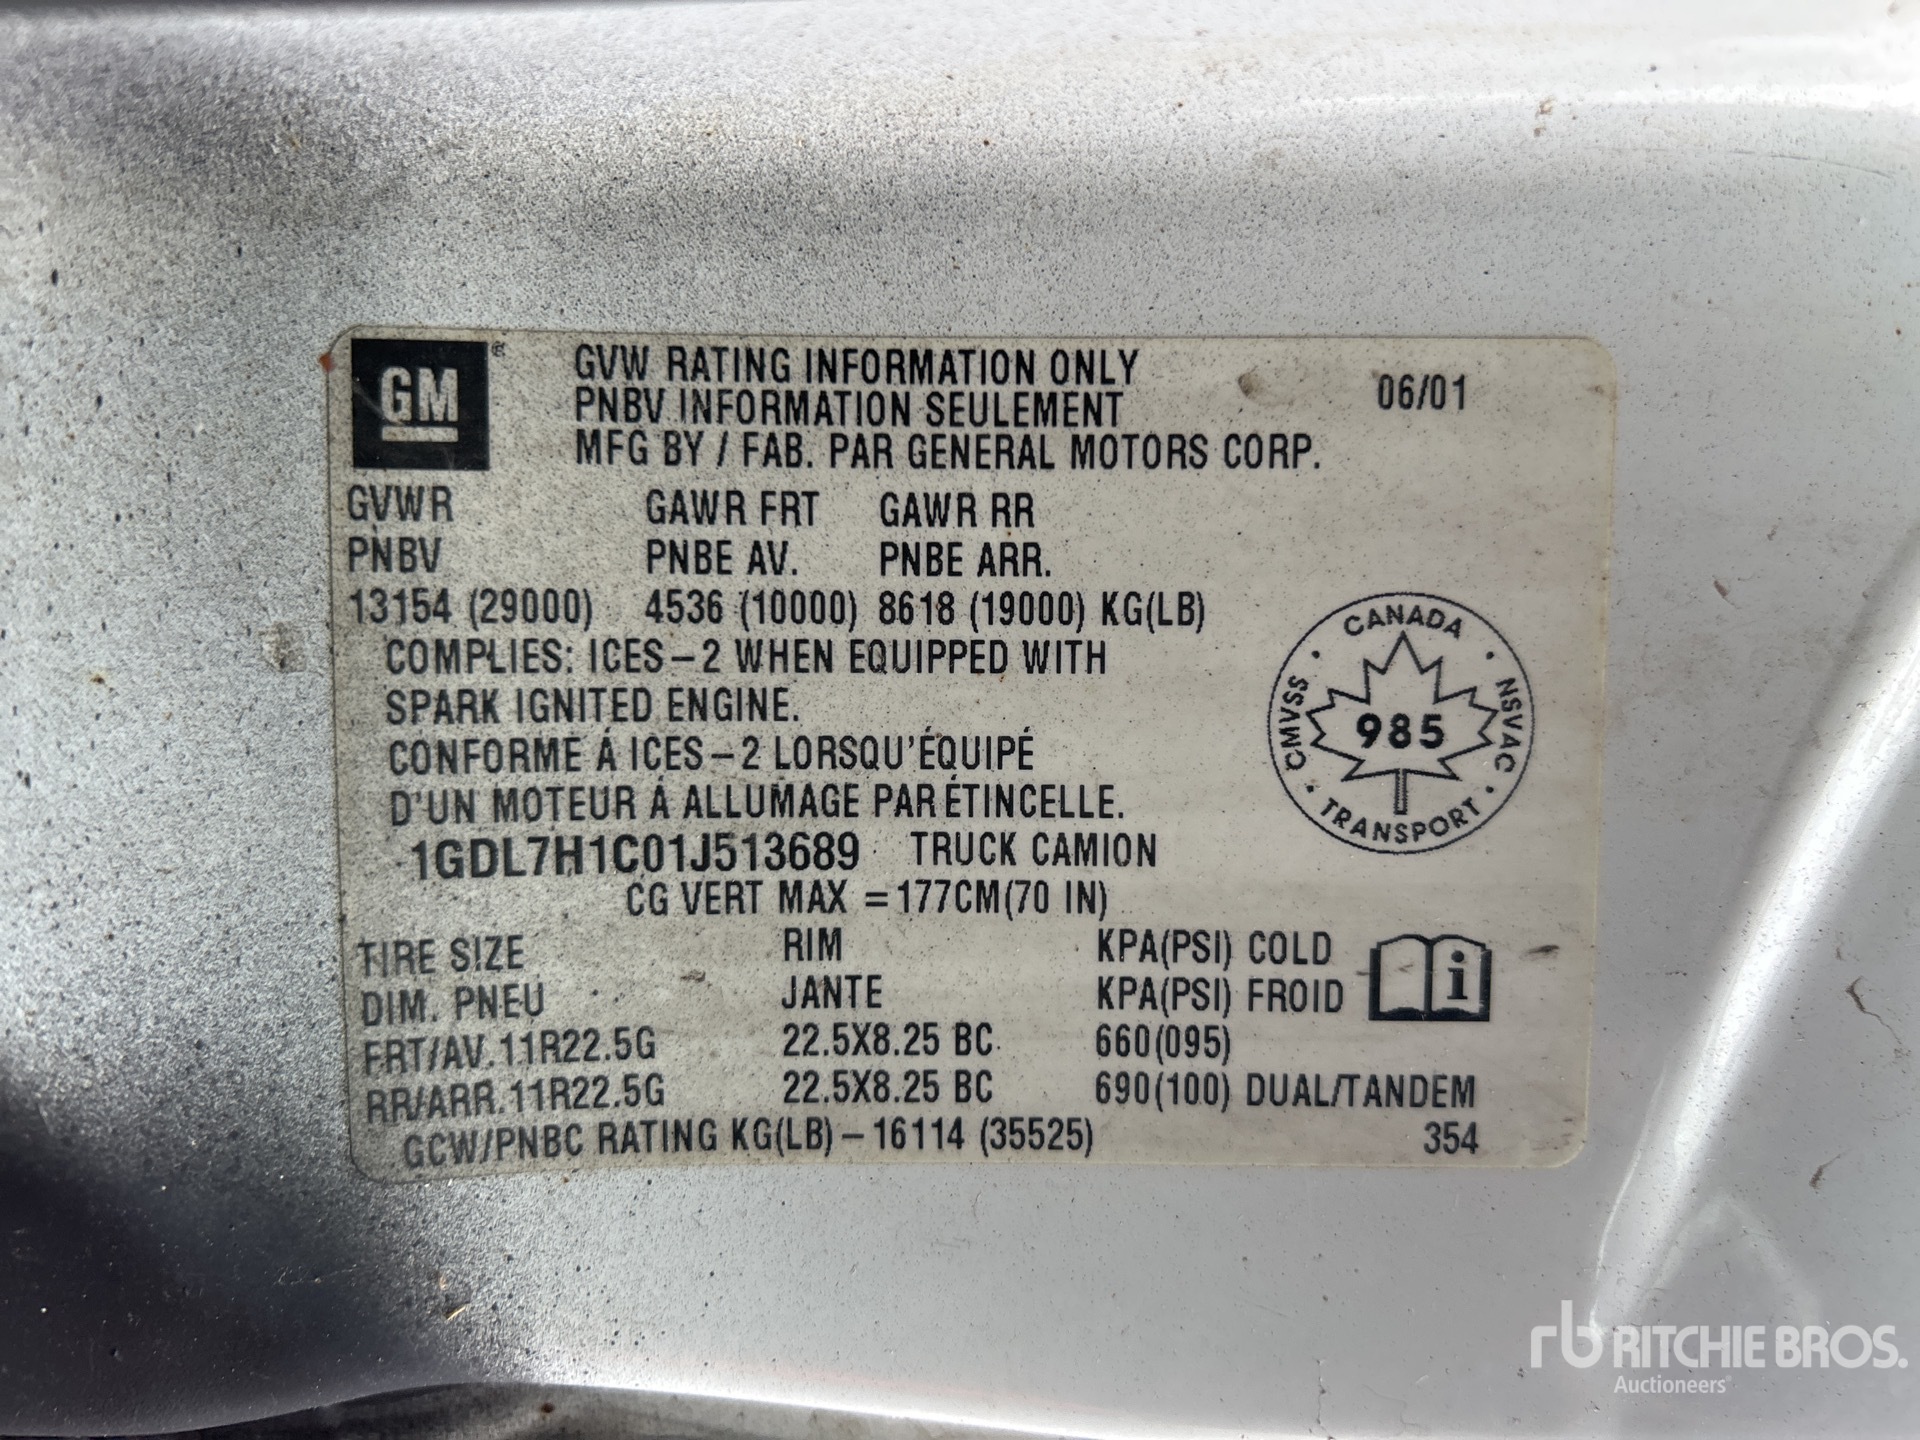 GM®
GVW RATING INFORMATION ONLY
PNBV INFORMATION SEULEMENT
MFG BY / FAB. PAR GENERAL MOTORS CORP.
06/01
GVWR GAWR FRT GAWR RR
PNBV PNBE AV. PNBE ARR.
13154 (29000) 4536 (10000) 8618 (19000) KG(LB)
COMPLIES: ICES-2 WHEN EQUIPPED WITH
SPARK IGNITED ENGINE.
CONFORME À ICES-2 LORSQU'ÉQUIPÉ
D'UN MOTEUR À ALLUMAGE PAR ÉTINCELLE.
CANADA
CMVSS 985 NSVAC
TRANSPORT
1GDL7H1C01J513689 TRUCK CAMION
CG VERT MAX =177CM(70 IN)
TIRE SIZE RIM KPA(PSI) COLD
DIM. PNEU JANTE KPA(PSI) FROID
i
FRT/AV.11R22.5G 22.5X8.25 BC 660(095)
RR/ARR.11R22.5G 22.5X8.25 BC 690(100) DUAL/TANDEM
GCW/PNBC RATING KG(LB)-16114 (35525) 354
rb RITCHIE BROS.
Auctioneers